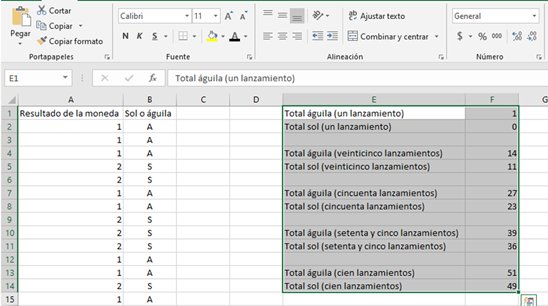 Cortar
Copiar
Copiar formato
Pegar
Portapapeles
Calibri 11 A A
N K S A
Fuente
ab Ajustar texto
Combinar y centrar
Alineación
General
$ % 000
Número
E1 fx Total águila (un lanzamiento)
A B C D E F G
1 Resultado de la moneda Sol o águila Total águila (un lanzamiento) 1
2 1 A Total sol (un lanzamiento) 0
3 1 A
4 1 A Total águila (veinticinco lanzamientos) 14
5 2 S Total sol (veinticinco lanzamientos) 11
6 2 S
7 1 A Total águila (cincuenta lanzamientos) 27
8 1 A Total sol (cincuenta lanzamientos) 23
9 2 S
10 2 S Total águila (setenta y cinco lanzamientos) 39
11 2 S Total sol (setenta y cinco lanzamientos) 36
12 1 A
13 1 A Total águila (cien lanzamientos) 51
14 2 S Total sol (cien lanzamientos) 49
15 1 A